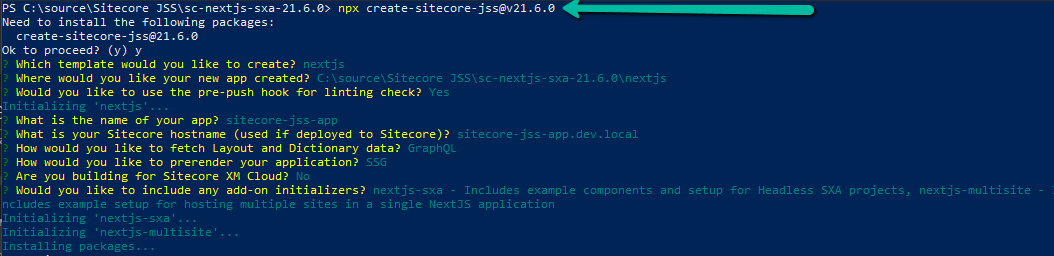 PS C:\source\Sitecore JSS\sc-nextjs-sxa-21.6.0> npx create-sitecore-jss@v21.6.0
Need to install the following packages:
  create-sitecore-jss@21.6.0
Ok to proceed? (y) y
? Which template would you like to create? nextjs
? Where would you like your new app created? C:\source\Sitecore JSS\sc-nextjs-sxa-21.6.0\nextjs
? Would you like to use the pre-push hook for linting check? Yes
Initializing 'nextjs'...
? What is the name of your app? sitecore-jss-app
? What is your Sitecore hostname (used if deployed to Sitecore)? sitecore-jss-app.dev.local
? How would you like to fetch Layout and Dictionary data? GraphQL
? How would you like to prerender your application? SSG
? Are you building for Sitecore XM Cloud? No
? Would you like to include any add-on initializers? nextjs-sxa - Includes example components and setup for Headless SXA projects, nextjs-multisite - I
ncludes example setup for hosting multiple sites in a single NextJS application
Initializing 'nextjs-sxa'...
Initializing 'nextjs-multisite'...
Installing packages...